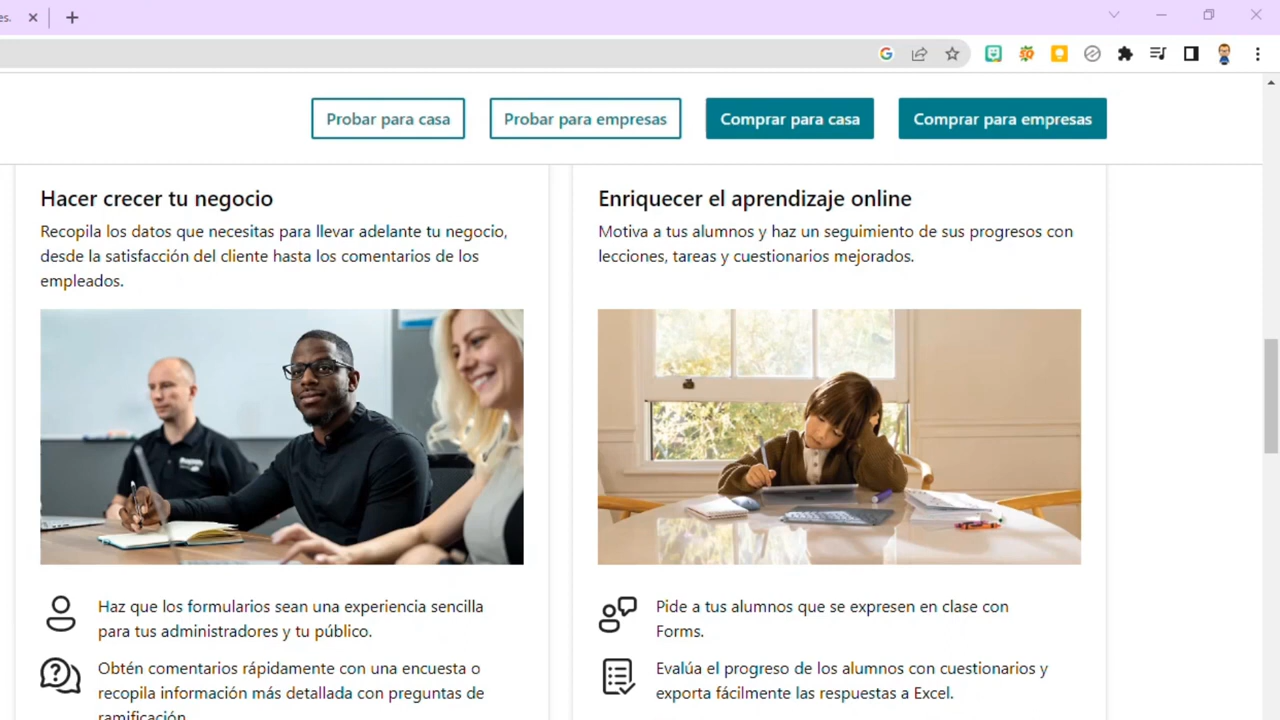 es.
Probar para casa
Probar para empresas
Comprar para casa
Comprar para empresas
Hacer crecer tu negocio
Recopila los datos que necesitas para llevar adelante tu negocio,
desde la satisfacción del cliente hasta los comentarios de los
empleados.
Enriquecer el aprendizaje online
Motiva a tus alumnos y haz un seguimiento de sus progresos con
lecciones, tareas y cuestionarios mejorados.
Haz que los formularios sean una experiencia sencilla
para tus administradores y tu público.
Obtén comentarios rápidamente con una encuesta o
recopila información más detallada con preguntas de
ramificación.
Pide a tus alumnos que se expresen en clase con
Forms.
Evalúa el progreso de los alumnos con cuestionarios y
exporta fácilmente las respuestas a Excel.